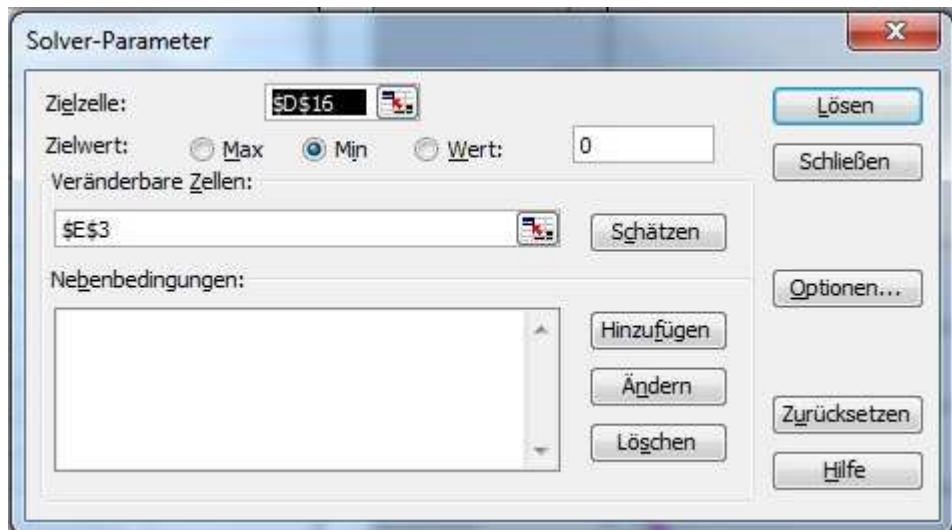 Solver-Parameter
Zielzelle: $D$16
Lösen
Zielwert: Max Min Wert: 0
Schließen
Veränderbare Zellen:
$E$3
Schätzen
Nebenbedingungen:
Optionen...
Hinzufügen
Ändern
Zurücksetzen
Löschen
Hilfe